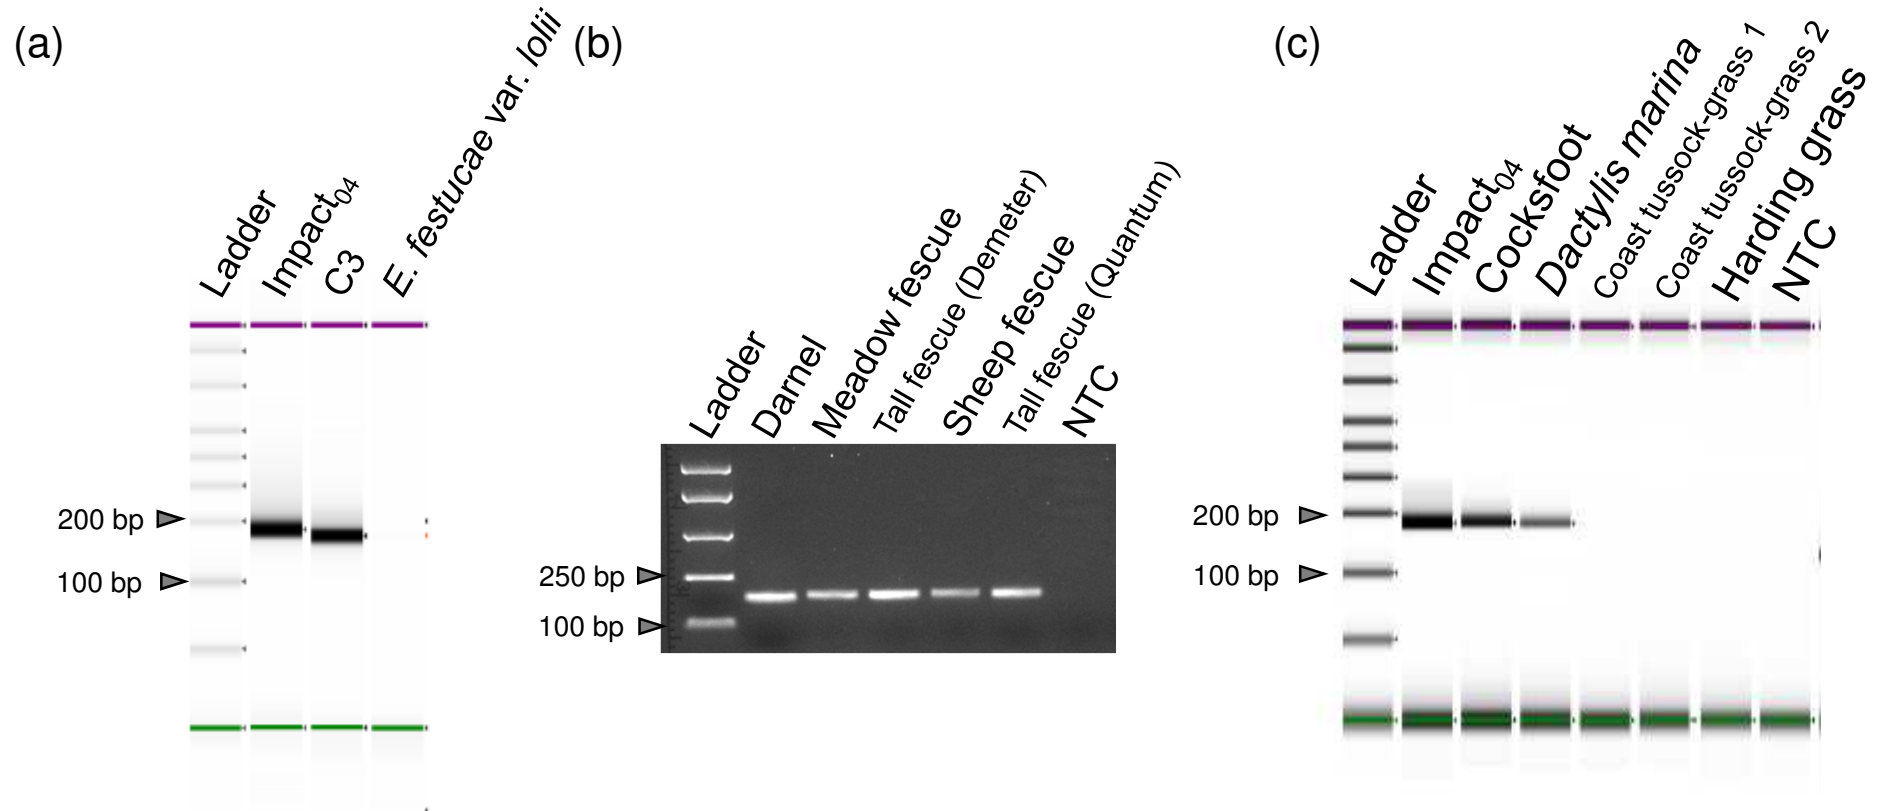 (a)
Ladder
Impact04
C3
E. festucae var. lolii
200 bp
100 bp
(b)
Ladder
Darnel
Meadow fescue
Tall fescue (Demeter)
Sheep fescue
Tall fescue (Quantum)
NTC
250 bp
100 bp
(c)
Ladder
Impact04
Cocksfoot
Dactylis marina
Coast tussock-grass 1
Coast tussock-grass 2
Harding grass
NTC
200 bp
100 bp